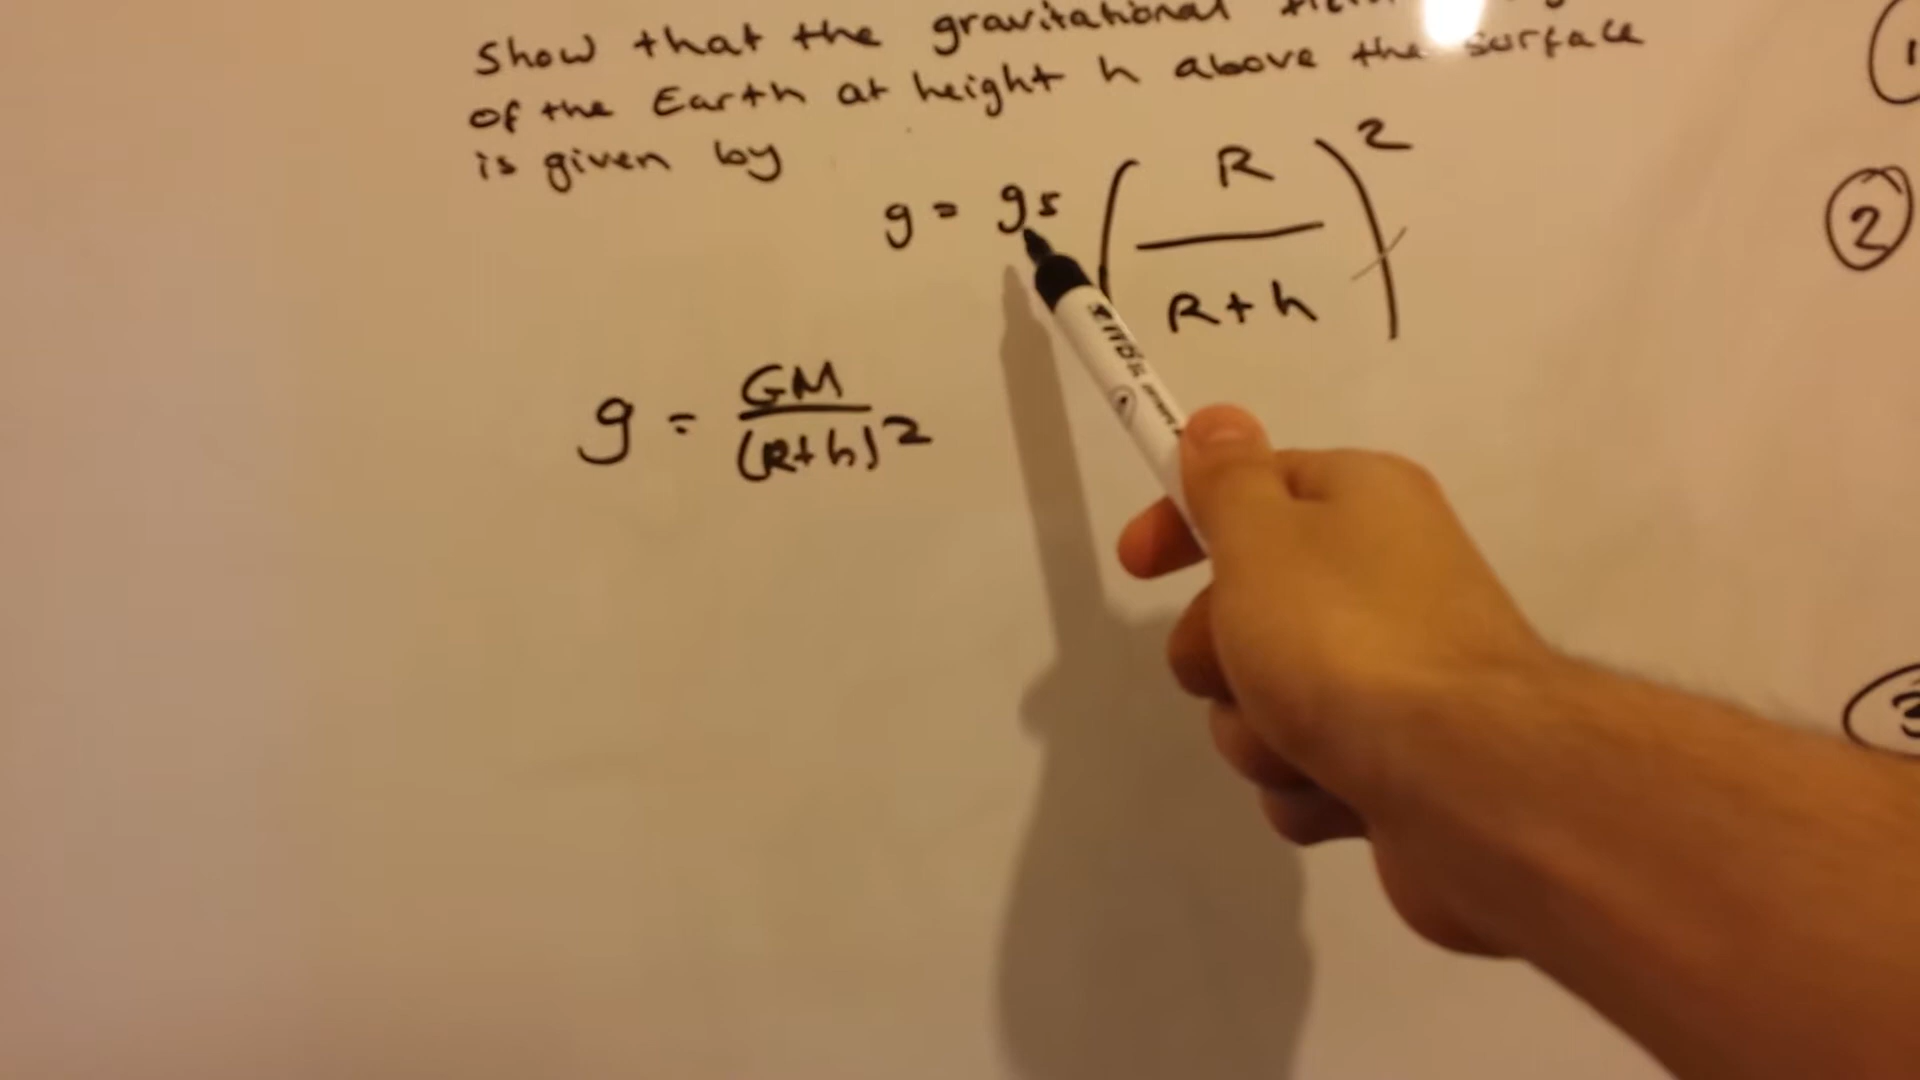 Show that the gravitational
of the Earth at height h above the surface
is given by
g = gs ( R / R+h )²
g = GM / (R+h)²
1
2
3